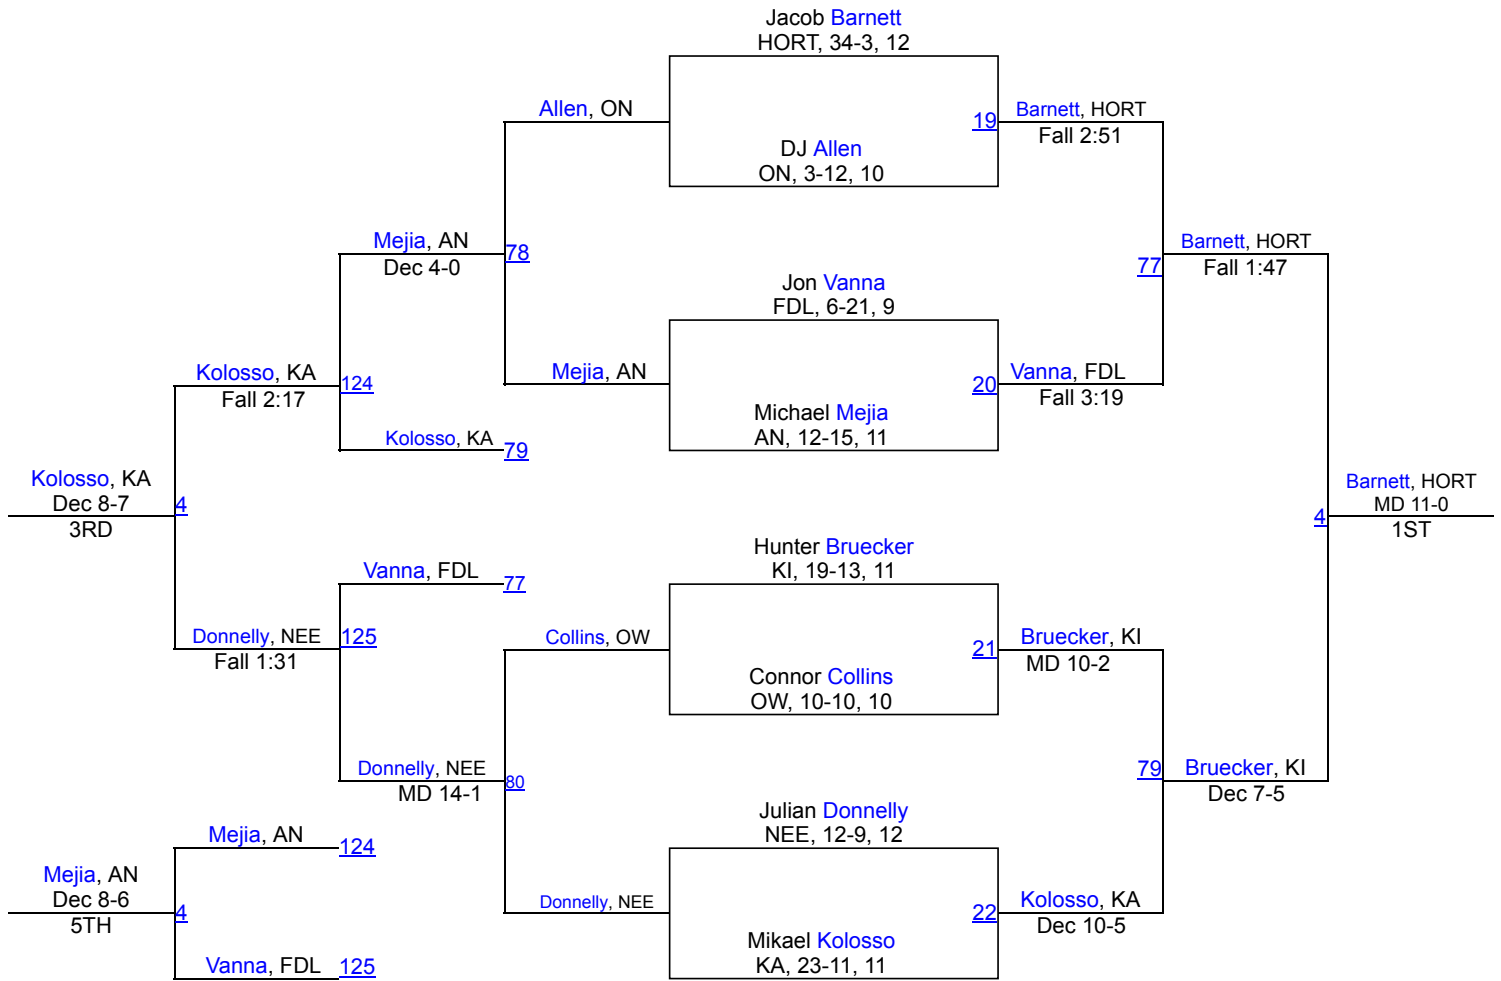 Jacob Barnett
HORT, 34-3, 12
Allen, ON
19
Barnett, HORT
Fall 2:51
DJ Allen
ON, 3-12, 10
Mejia, AN
Dec 4-0
78
77
Barnett, HORT
Fall 1:47
Jon Vanna
FDL, 6-21, 9
Kolosso, KA
Fall 2:17
124
Mejia, AN
20
Vanna, FDL
Fall 3:19
Michael Mejia
AN, 12-15, 11
Kolosso, KA
79
Kolosso, KA
Dec 8-7
3RD
4
4
Barnett, HORT
MD 11-0
1ST
Hunter Bruecker
KI, 19-13, 11
Vanna, FDL
77
Donnelly, NEE
Fall 1:31
125
Collins, OW
21
Bruecker, KI
MD 10-2
Connor Collins
OW, 10-10, 10
Donnelly, NEE
MD 14-1
80
79
Bruecker, KI
Dec 7-5
Julian Donnelly
NEE, 12-9, 12
Mejia, AN
124
Mejia, AN
Dec 8-6
5TH
4
Donnelly, NEE
22
Kolosso, KA
Dec 10-5
Mikael Kolosso
KA, 23-11, 11
Vanna, FDL
125